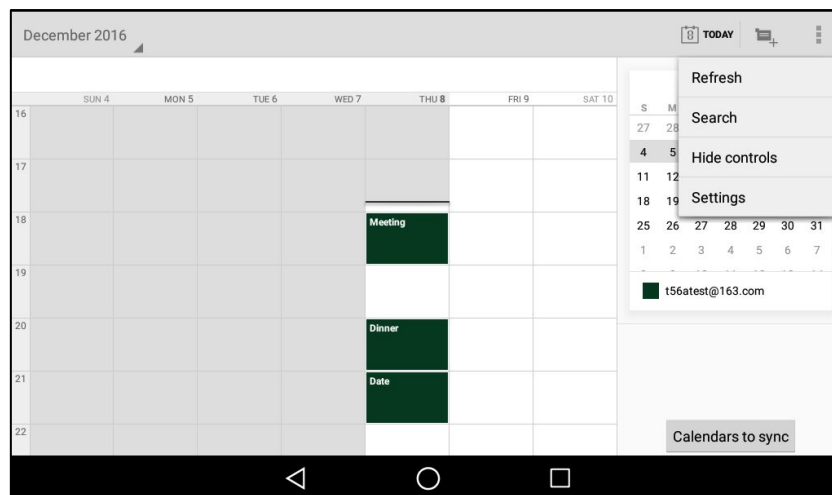 December 2016
8 TODAY
Refresh
Search
Hide controls
Settings
SUN 4 MON 5 TUE 6 WED 7 THU 8 FRI 9 SAT 10
16
17
18
19
20
21
22
Meeting
Dinner
Date
S M
27 28
4 5
11 12
18 19
25 26 27 28 29 30 31
1 2 3 4 5 6 7
t56atest@163.com
Calendars to sync